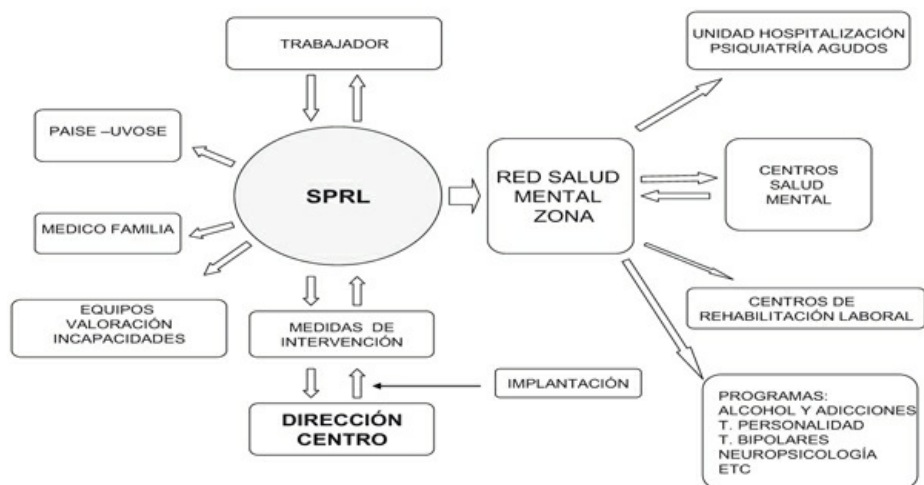 TRABAJADOR
UNIDAD HOSPITALIZACIÓN
PSIQUIATRÍA AGUDOS
PAISE –UVOSE
SPRL
RED SALUD
MENTAL
ZONA
CENTROS
SALUD
MENTAL
MEDICO FAMILIA
EQUIPOS
VALORACIÓN
INCAPACIDADES
MEDIDAS DE
INTERVENCIÓN
CENTROS DE
REHABILITACIÓN LABORAL
IMPLANTACIÓN
DIRECCIÓN
CENTRO
PROGRAMAS:
ALCOHOL Y ADICCIONES
T. PERSONALIDAD
T. BIPOLARES
NEUROPSICOLOGÍA
ETC